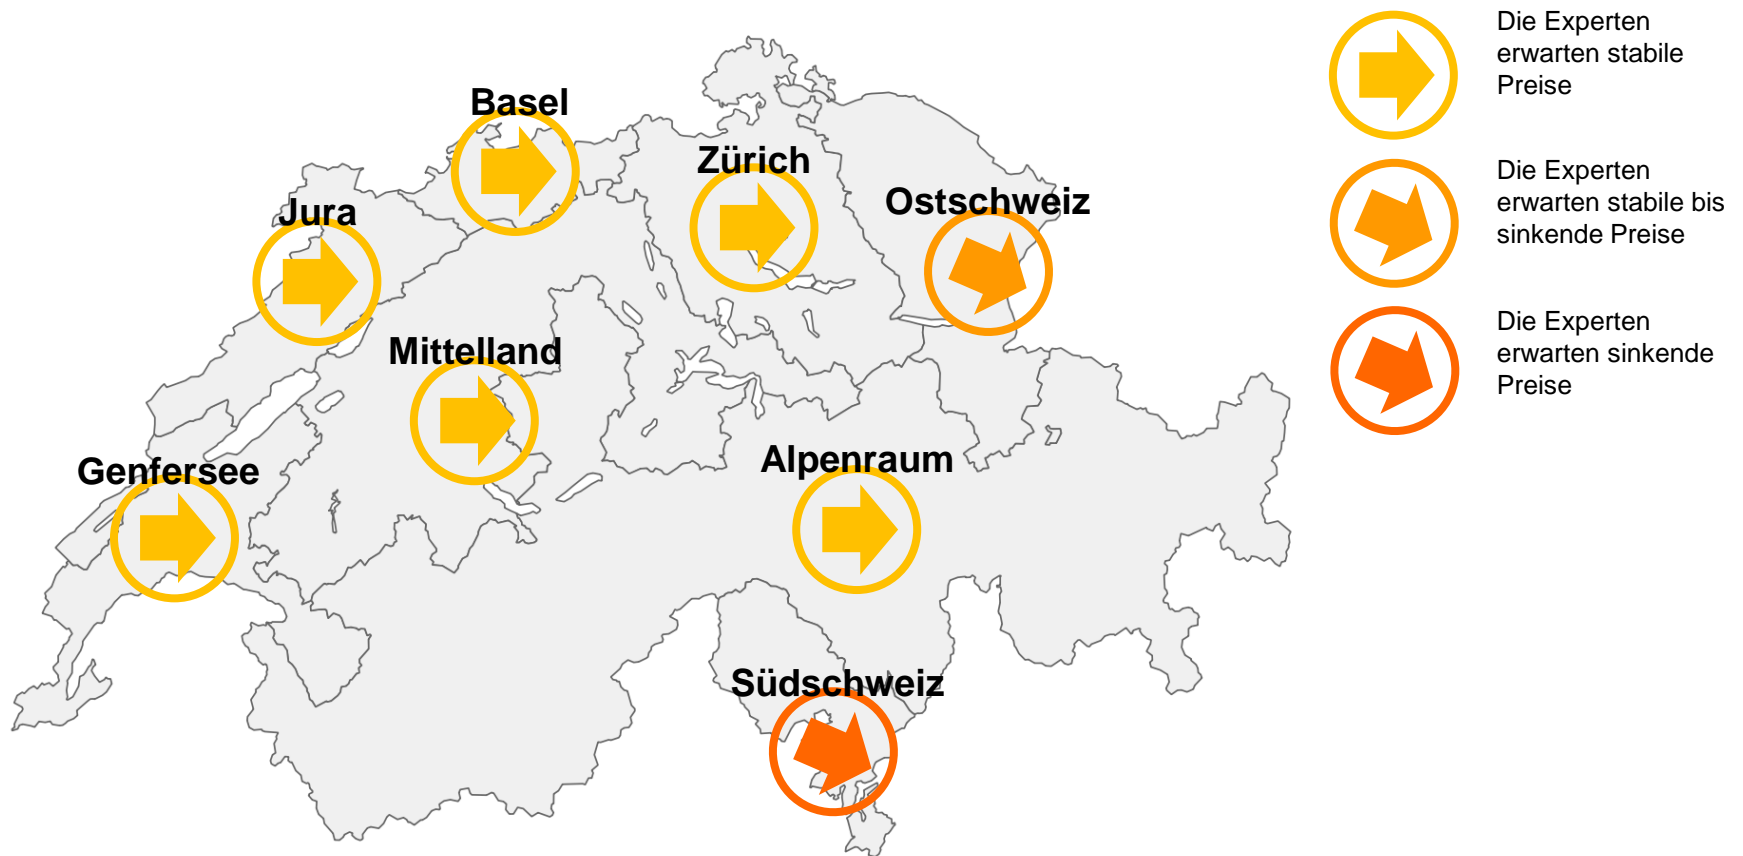 Basel
Zürich
Jura
Ostschweiz
Mittelland
Genfersee
Alpenraum
Südschweiz
Die Experten
erwarten stabile
Preise
Die Experten
erwarten stabile bis
sinkende Preise
Die Experten
erwarten sinkende
Preise